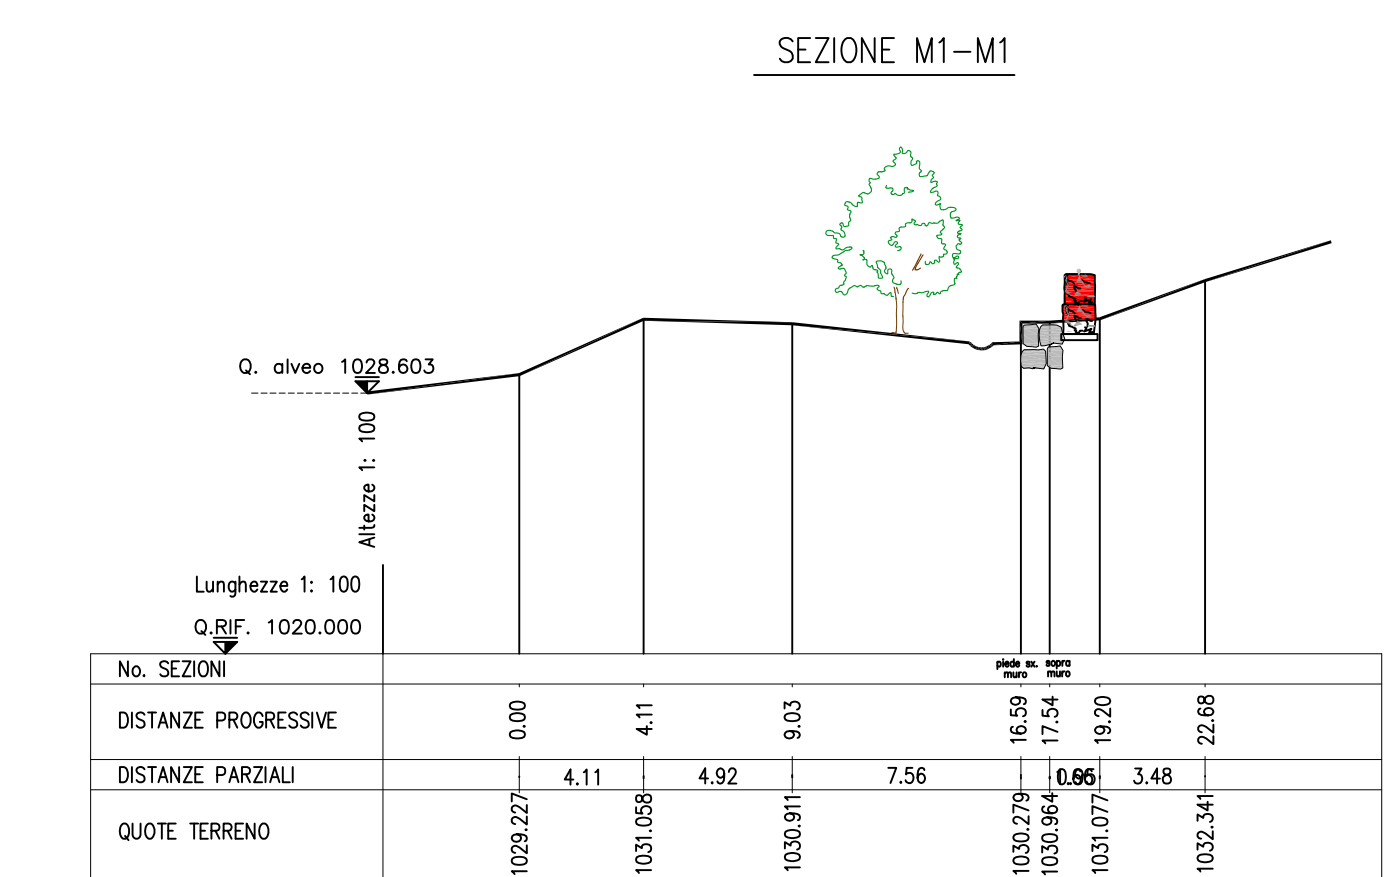 SEZIONE M1-M1
Q. alveo 1028.603
Altezze 1: 100
Lunghezze 1: 100
Q.RIF. 1020.000
No. SEZIONI
piede sx. sopra
muro muro
DISTANZE PROGRESSIVE 0.00 4.11 9.03 16.59 17.54 19.20 22.68
DISTANZE PARZIALI 4.11 4.92 7.56 3.48
QUOTE TERRENO 1029.227 1031.058 1030.911 1030.279 1030.964 1031.077 1032.341